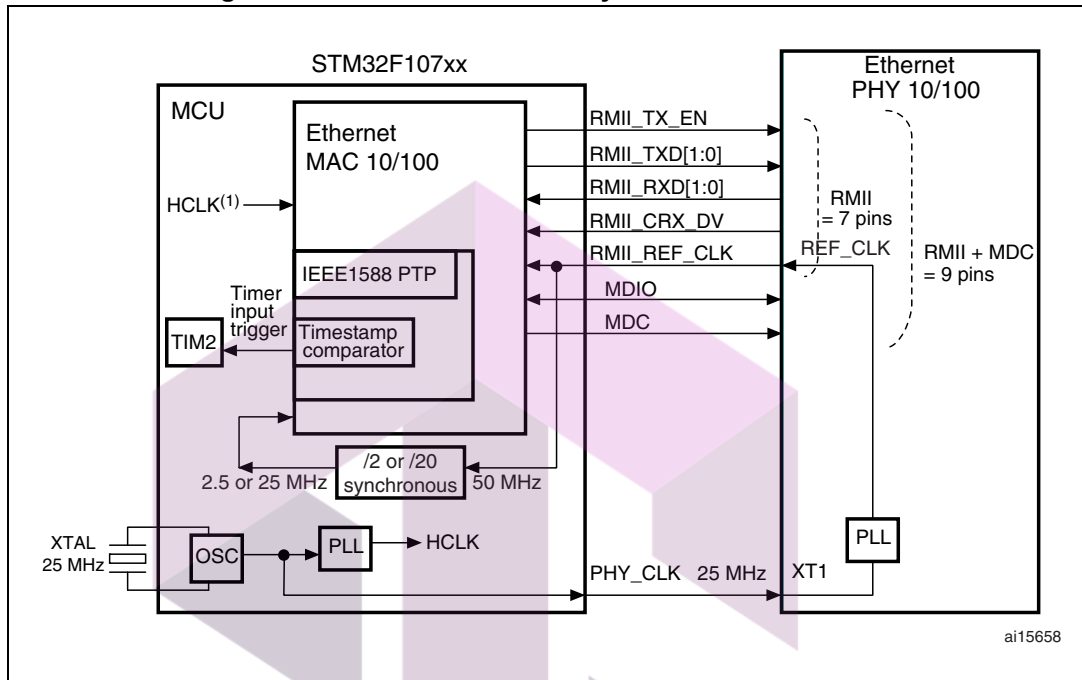 STM32F107xx
MCU
Ethernet
MAC 10/100
HCLK(1)
IEEE1588 PTP
Timer
input
trigger
TIM2
Timestamp
comparator
/2 or /20
synchronous
2.5 or 25 MHz
50 MHz
XTAL
25 MHz
OSC
PLL
HCLK
RMII_TX_EN
RMII_TXD[1:0]
RMII_RXD[1:0]
RMII_CRX_DV
RMII_REF_CLK
MDIO
MDC
PHY_CLK 25 MHz
Ethernet
PHY 10/100
RMII
= 7 pins
REF_CLK
RMII + MDC
= 9 pins
PLL
XT1
ai15658